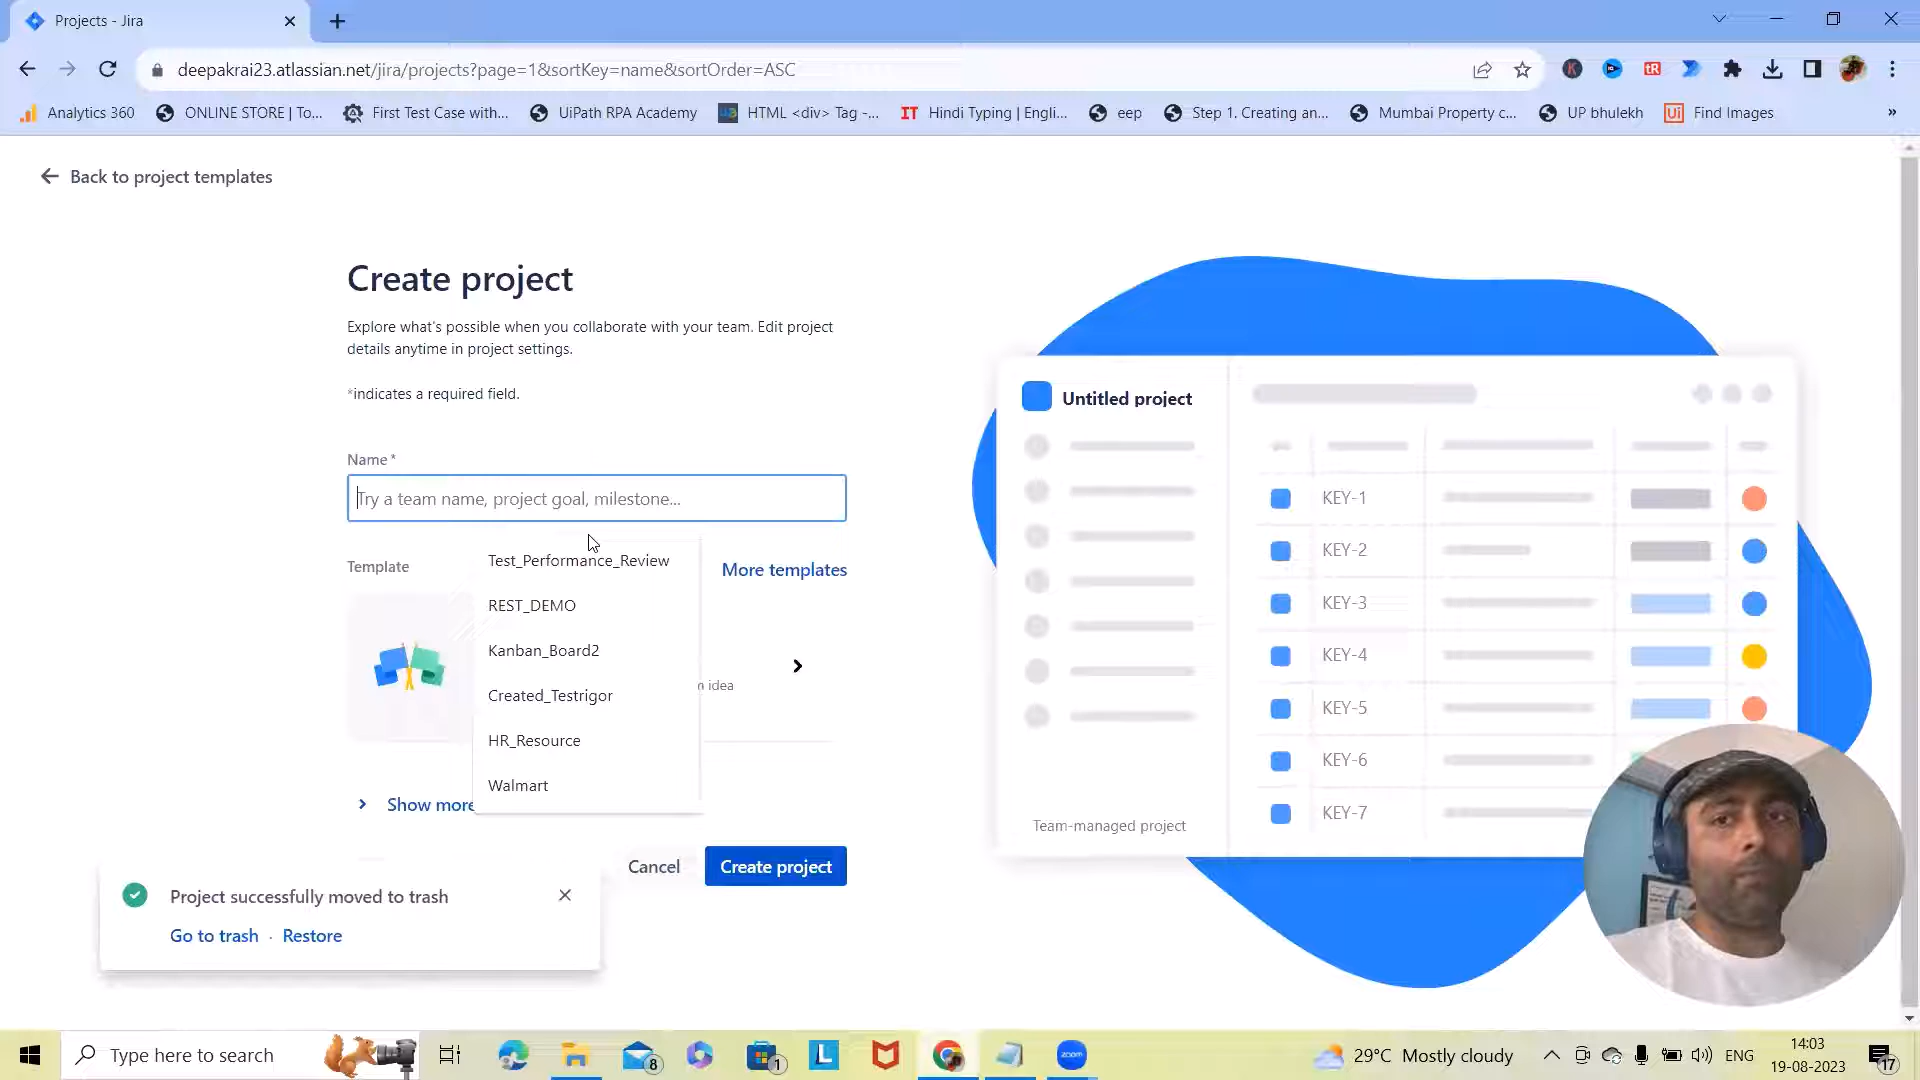 Projects - Jira
deepakrai23.atlassian.net/jira/projects?page=1&sortKey=name&sortOrder=ASC
Analytics 360
ONLINE STORE | To...
First Test Case with...
UiPath RPA Academy
HTML <div> Tag -...
Hindi Typing | Engli...
eep
Step 1. Creating an...
Mumbai Property c...
UP bhulekh
Find Images
Back to project templates
Create project
Explore what's possible when you collaborate with your team. Edit project
details anytime in project settings.
*indicates a required field.
Name *
Try a team name, project goal, milestone...
Template
More templates
Test_Performance_Review
REST_DEMO
Kanban_Board2
Created_Testrigor
HR_Resource
Walmart
n idea
Show more
Cancel
Create project
Project successfully moved to trash
Go to trash · Restore
Untitled project
KEY-1
KEY-2
KEY-3
KEY-4
KEY-5
KEY-6
KEY-7
Team-managed project
Type here to search
8
1
L
zoom
29°C Mostly cloudy
ENG
14:03
19-08-2023
17